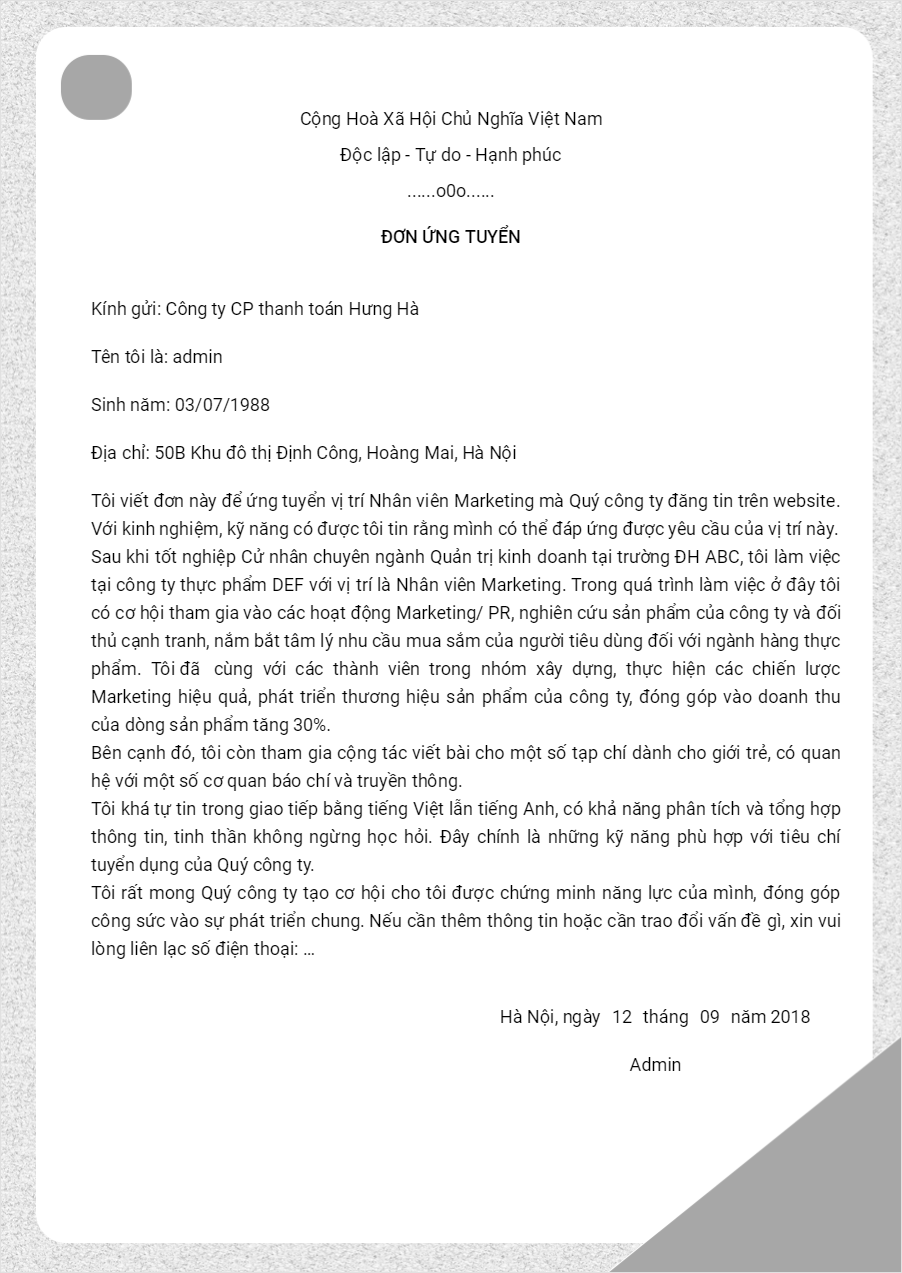 Cộng Hoà Xã Hội Chủ Nghĩa Việt Nam
Độc lập - Tự do - Hạnh phúc
......o0o......
ĐƠN ỨNG TUYỂN
Kính gửi: Công ty CP thanh toán Hưng Hà
Tên tôi là: admin
Sinh năm: 03/07/1988
Địa chỉ: 50B Khu đô thị Định Công, Hoàng Mai, Hà Nội
Tôi viết đơn này để ứng tuyển vị trí Nhân viên Marketing mà Quý công ty đăng tin trên website.
Với kinh nghiệm, kỹ năng có được tôi tin rằng mình có thể đáp ứng được yêu cầu của vị trí này.
Sau khi tốt nghiệp Cử nhân chuyên ngành Quản trị kinh doanh tại trường ĐH ABC, tôi làm việc
tại công ty thực phẩm DEF với vị trí là Nhân viên Marketing. Trong quá trình làm việc ở đây tôi
có cơ hội tham gia vào các hoạt động Marketing/ PR, nghiên cứu sản phẩm của công ty và đối
thủ cạnh tranh, nắm bắt tâm lý nhu cầu mua sắm của người tiêu dùng đối với ngành hàng thực
phẩm. Tôi đã cùng với các thành viên trong nhóm xây dựng, thực hiện các chiến lược
Marketing hiệu quả, phát triển thương hiệu sản phẩm của công ty, đóng góp vào doanh thu
của dòng sản phẩm tăng 30%.
Bên cạnh đó, tôi còn tham gia cộng tác viết bài cho một số tạp chí dành cho giới trẻ, có quan
hệ với một số cơ quan báo chí và truyền thông.
Tôi khá tự tin trong giao tiếp bằng tiếng Việt lẫn tiếng Anh, có khả năng phân tích và tổng hợp
thông tin, tinh thần không ngừng học hỏi. Đây chính là những kỹ năng phù hợp với tiêu chí
tuyển dụng của Quý công ty.
Tôi rất mong Quý công ty tạo cơ hội cho tôi được chứng minh năng lực của mình, đóng góp
công sức vào sự phát triển chung. Nếu cần thêm thông tin hoặc cần trao đổi vấn đề gì, xin vui
lòng liên lạc số điện thoại: …
Hà Nội, ngày 12 tháng 09 năm 2018
Admin